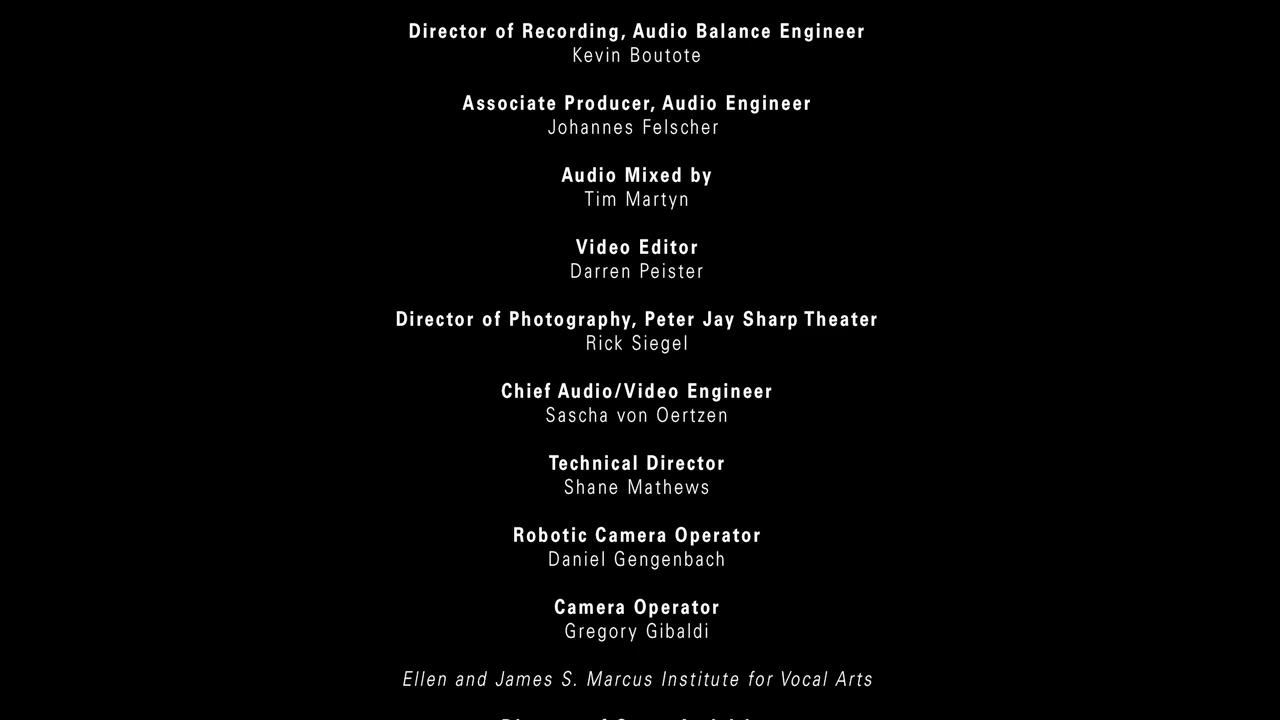 Director of Recording, Audio Balance Engineer
Kevin Boutote
Associate Producer, Audio Engineer
Johannes Felscher
Audio Mixed by
Tim Martyn
Video Editor
Darren Peister
Director of Photography, Peter Jay Sharp Theater
Rick Siegel
Chief Audio/Video Engineer
Sascha von Oertzen
Technical Director
Shane Mathews
Robotic Camera Operator
Daniel Gengenbach
Camera Operator
Gregory Gibaldi
Ellen and James S. Marcus Institute for Vocal Arts